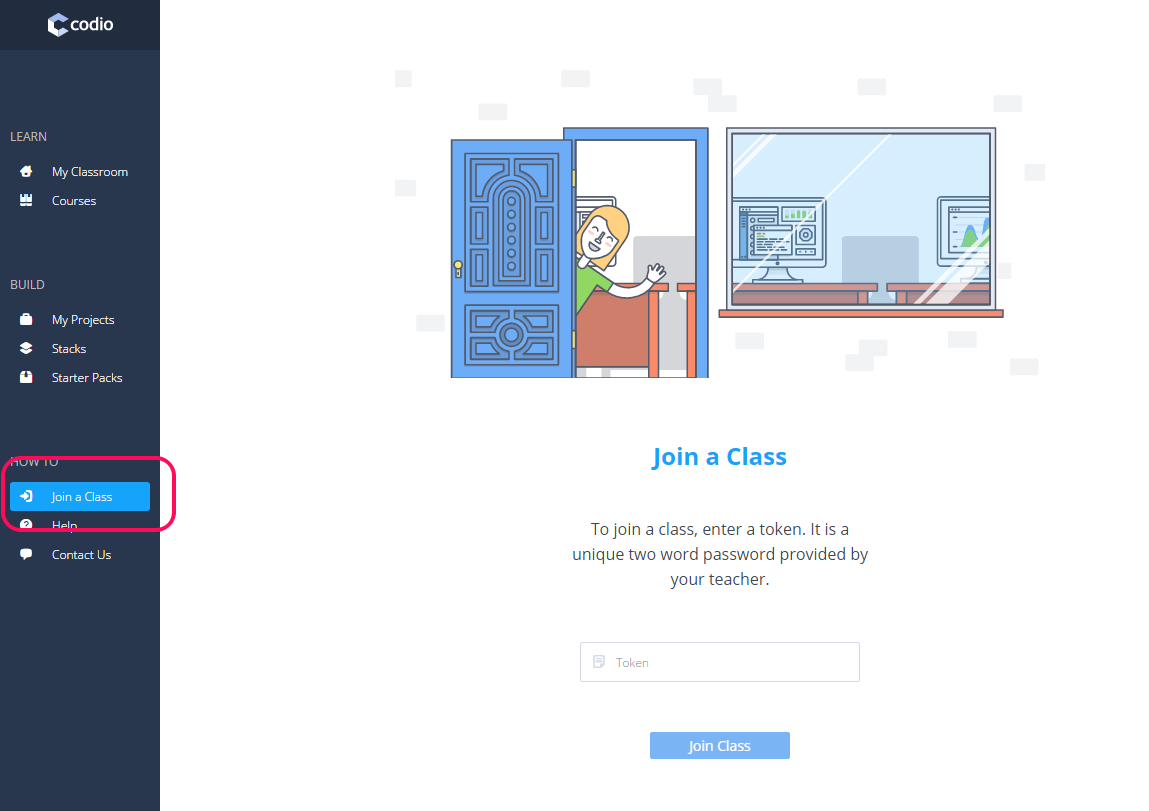 codio
LEARN
My Classroom
Courses
BUILD
My Projects
Stacks
Starter Packs
HOW TO
Join a Class
Help
Contact Us
Join a Class
To join a class, enter a token. It is a
unique two word password provided by
your teacher.
Token
Join Class